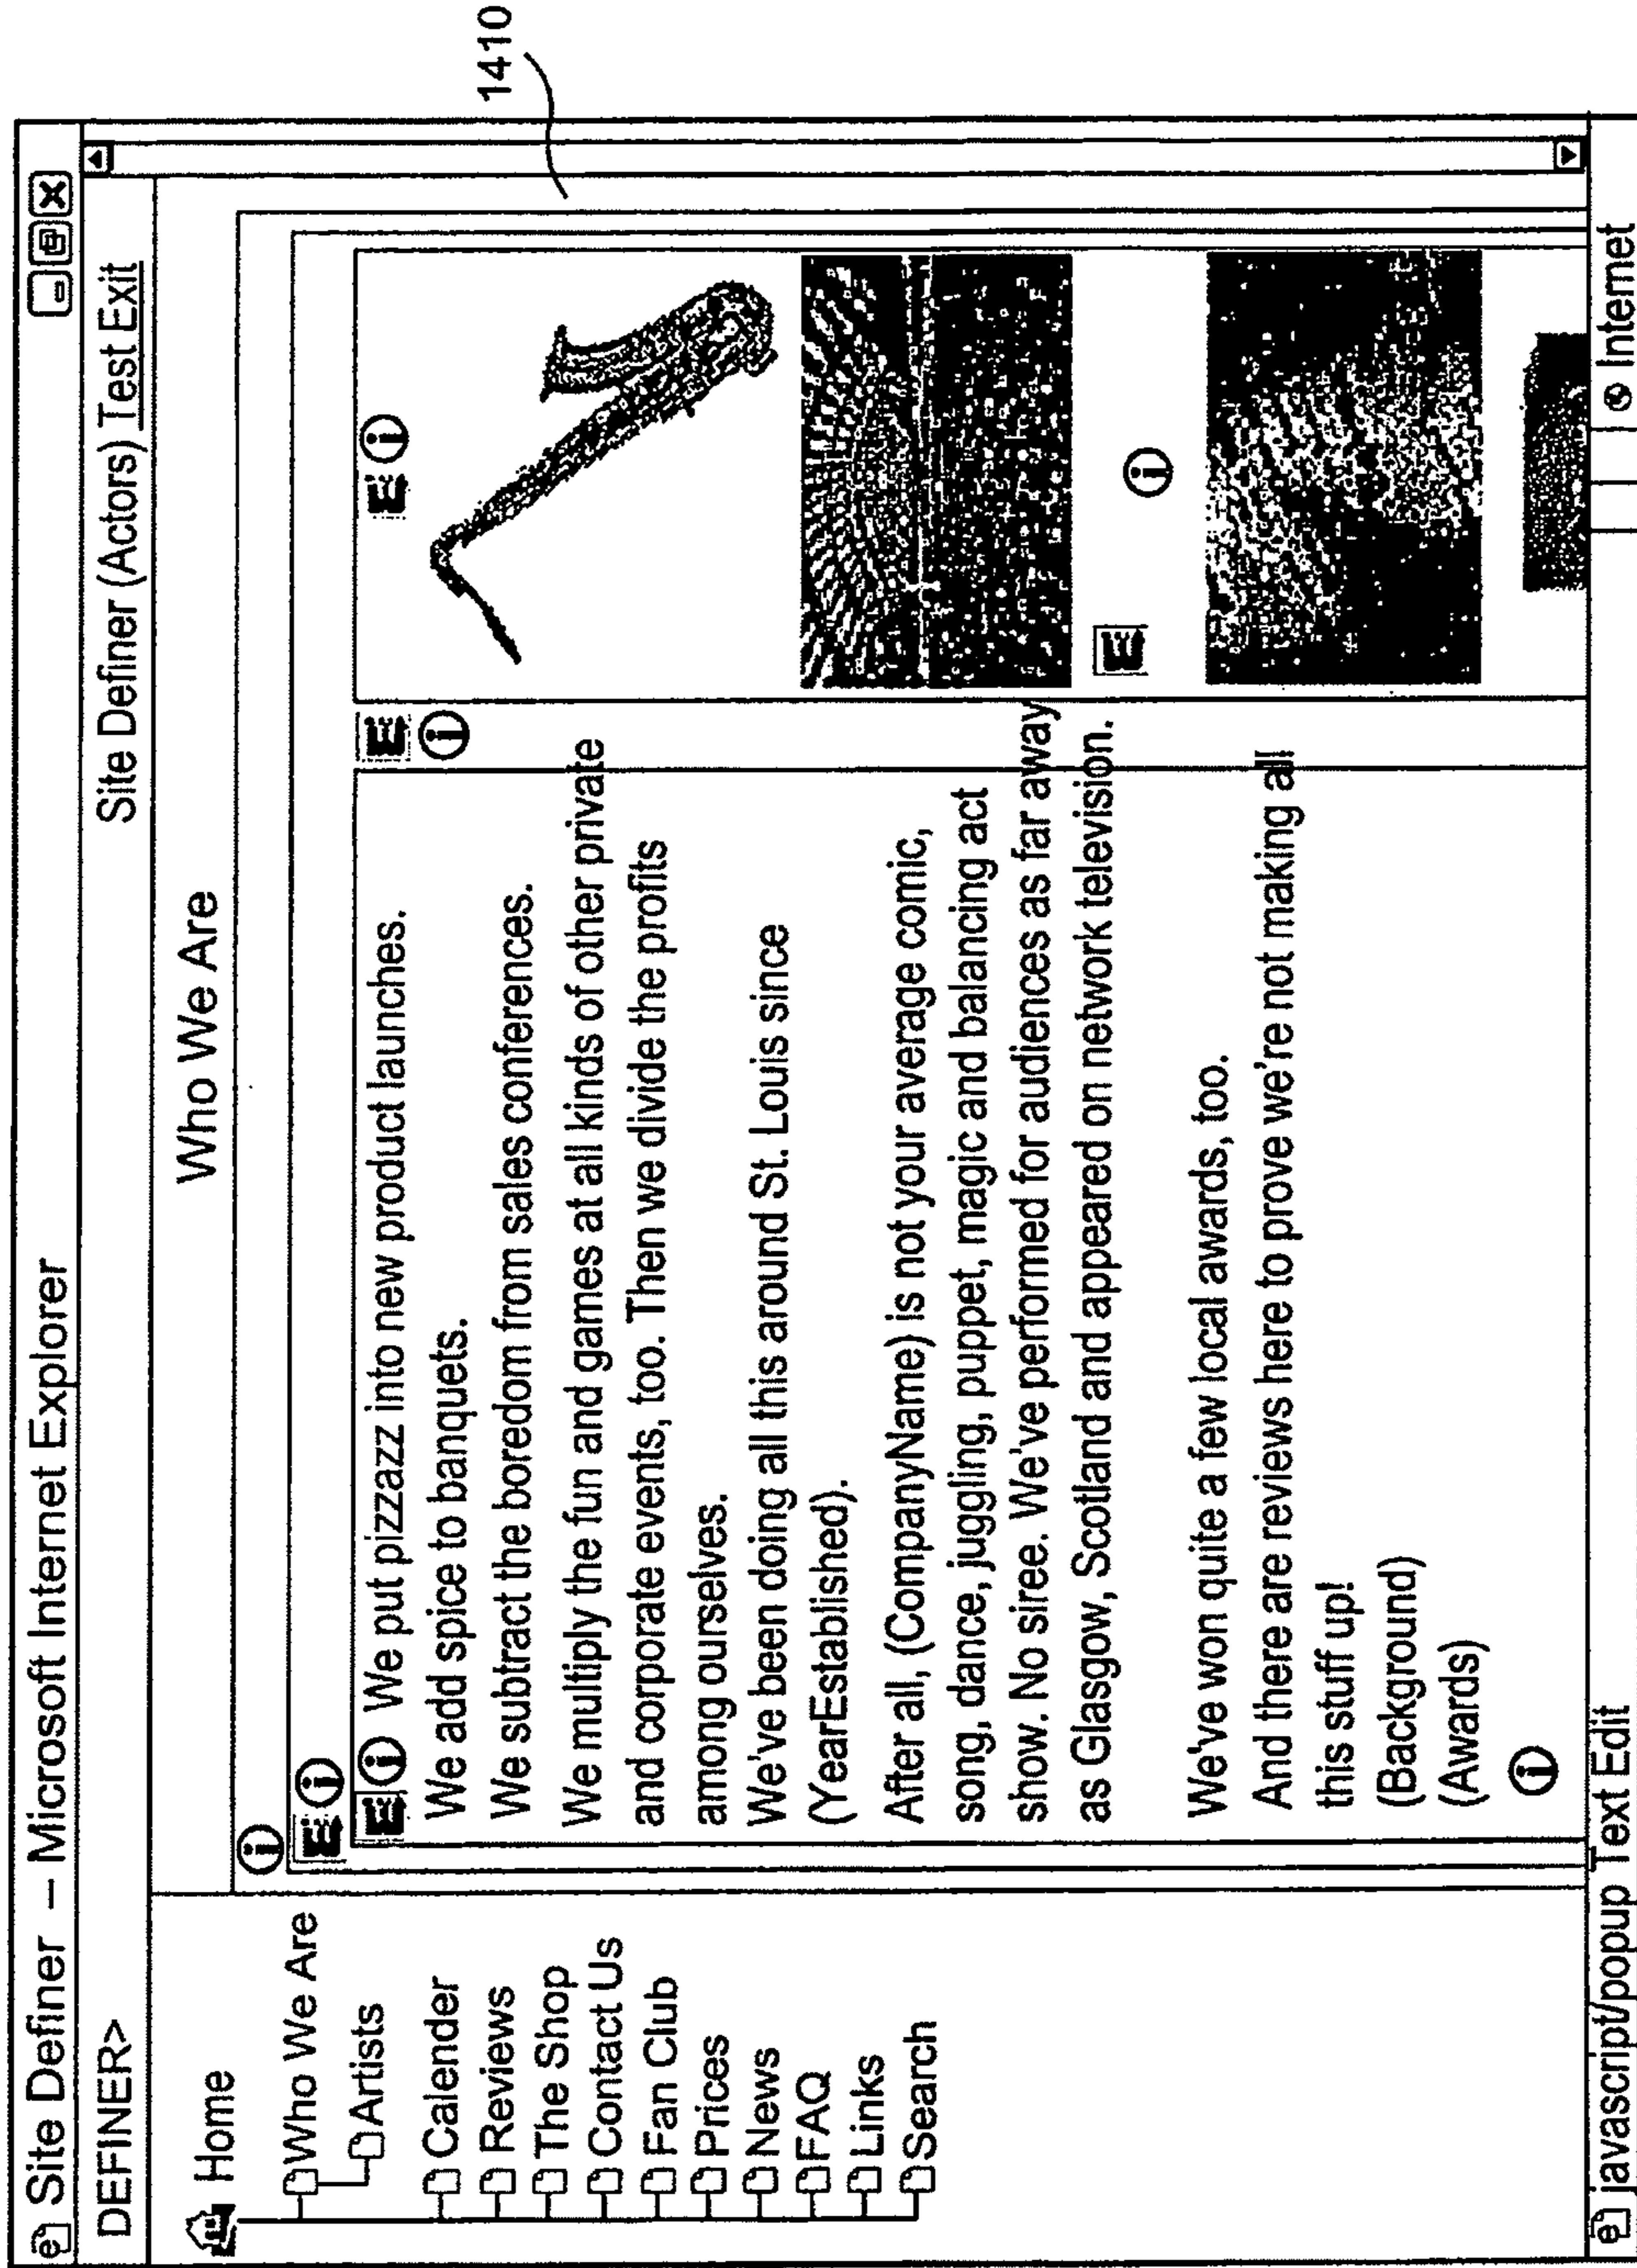 Site Definer – Microsoft Internet Explorer
DEFINER>
Site Definer (Actors) Test Exit
Home
Who We Are
Artists
Calender
Reviews
The Shop
Contact Us
Fan Club
Prices
News
FAQ
Links
Search
Who We Are
1410
i
E i
E i We put pizzazz into new product launches.
We add spice to banquets.
We subtract the boredom from sales conferences.
We multiply the fun and games at all kinds of other private
and corporate events, too. Then we divide the profits
among ourselves.
We've been doing all this around St. Louis since
(YearEstablished).
After all, (CompanyName) is not your average comic,
song, dance, juggling, puppet, magic and balancing act
show. No siree. We've performed for audiences as far away
as Glasgow, Scotland and appeared on network television.
We've won quite a few local awards, too.
And there are reviews here to prove we're not making all
this stuff up!
(Background)
(Awards)
i
E
i
E i
E i
javascript/popup Text Edit
Internet